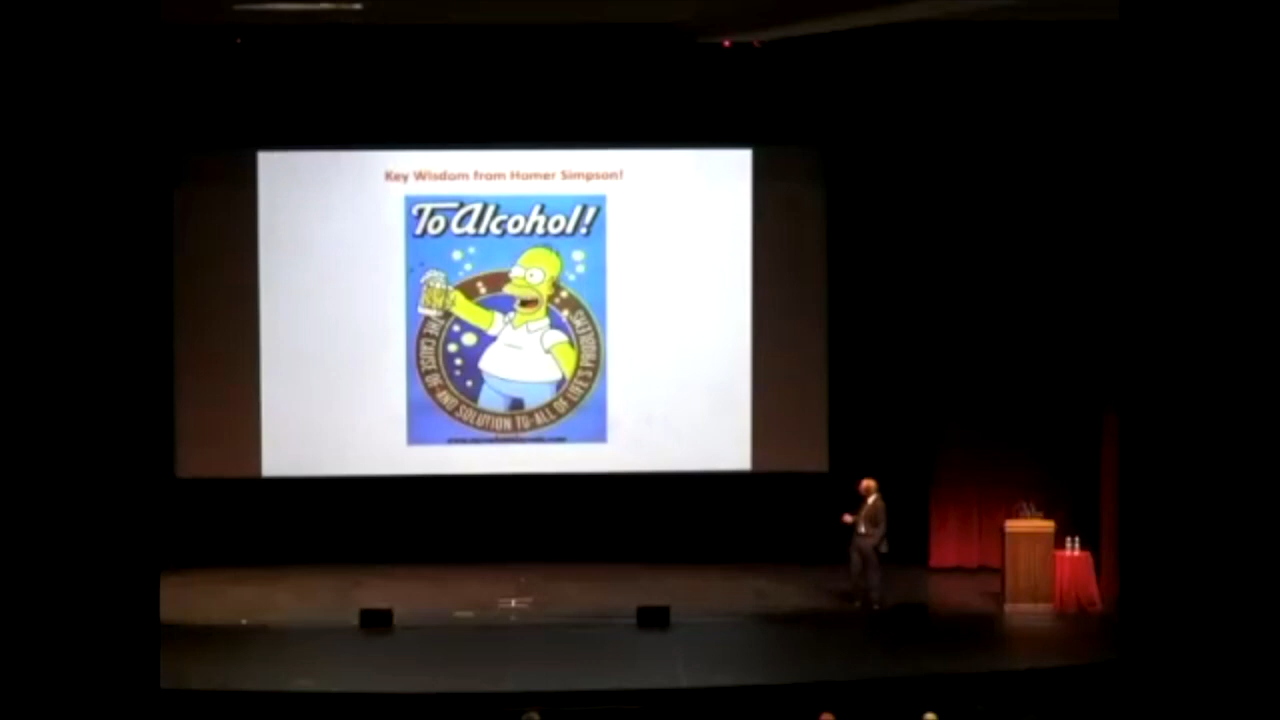 Key Wisdom from Homer Simpson!
To Alcohol!
THE CAUSE OF-AND SOLUTION TO-ALL OF LIFE'S PROBLEMS